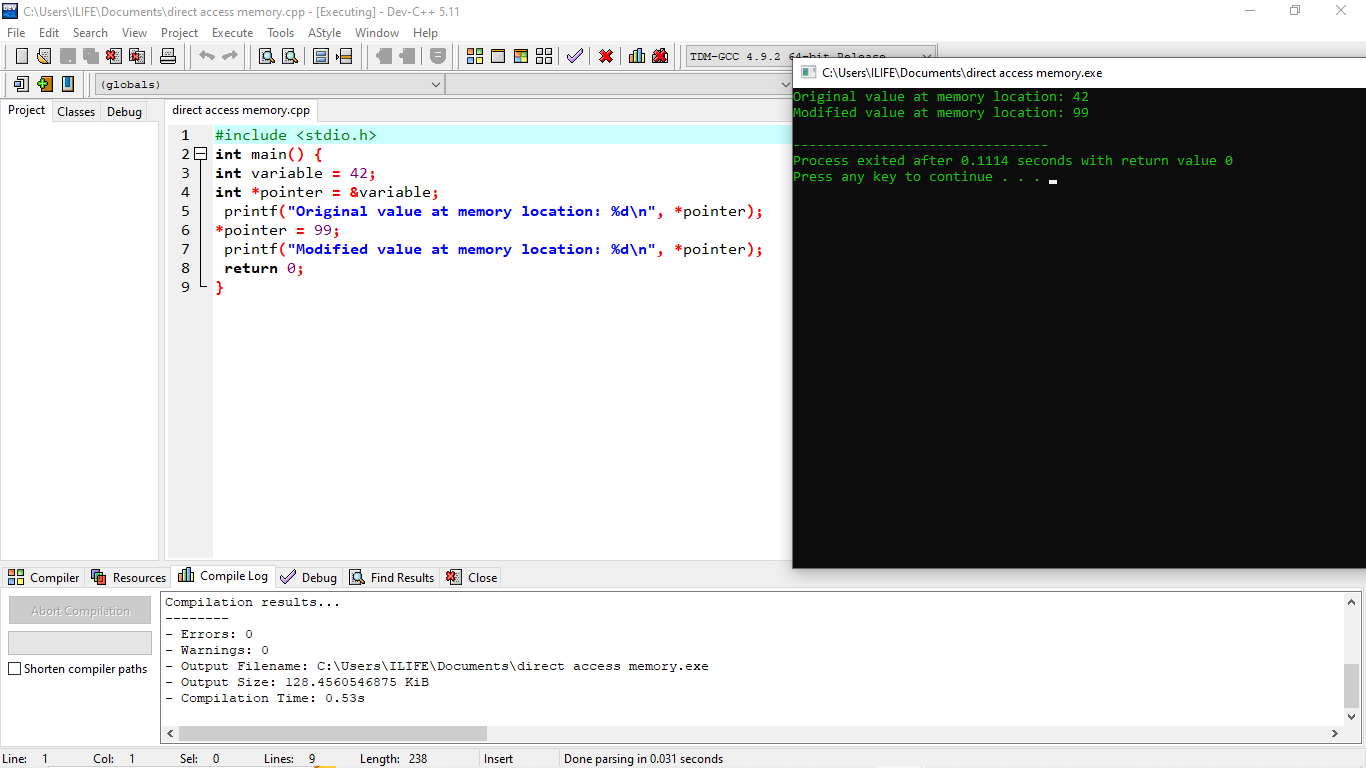 C:\Users\ILIFE\Documents\direct access memory.cpp - [Executing] - Dev-C++ 5.11
File Edit Search View Project Execute Tools AStyle Window Help
TDM-GCC 4.9.2 64-bit Release
(globals)
Project Classes Debug
direct access memory.cpp
1 #include <stdio.h>
2 int main() {
3 int variable = 42;
4 int *pointer = &variable;
5 printf("Original value at memory location: %d\n", *pointer);
6 *pointer = 99;
7 printf("Modified value at memory location: %d\n", *pointer);
8 return 0;
9 }
C:\Users\ILIFE\Documents\direct access memory.exe
Original value at memory location: 42
Modified value at memory location: 99
--------------------------------
Process exited after 0.1114 seconds with return value 0
Press any key to continue . . .
Compiler Resources Compile Log Debug Find Results Close
Abort Compilation
Shorten compiler paths
Compilation results...
--------
- Errors: 0
- Warnings: 0
- Output Filename: C:\Users\ILIFE\Documents\direct access memory.exe
- Output Size: 128.4560546875 KiB
- Compilation Time: 0.53s
Line: 1 Col: 1 Sel: 0 Lines: 9 Length: 238 Insert Done parsing in 0.031 seconds